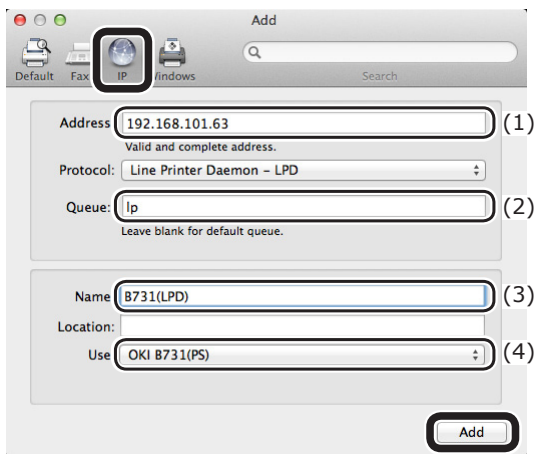 Add
Default Fax IP Windows Search
Address 192.168.101.63 (1)
Valid and complete address.
Protocol: Line Printer Daemon – LPD
Queue: lp (2)
Leave blank for default queue.
Name B731(LPD) (3)
Location:
Use OKI B731(PS) (4)
Add